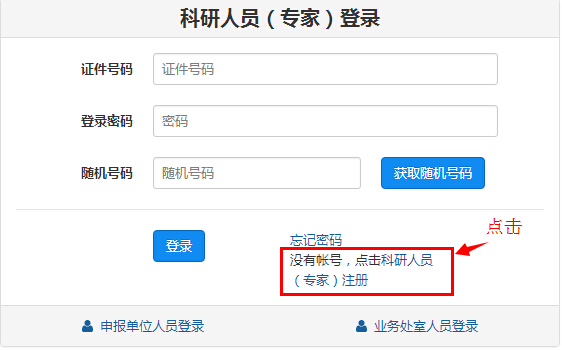 科研人员（专家）登录
证件号码 证件号码
登录密码 密码
随机号码 随机号码 获取随机号码
点击
登录 忘记密码
没有帐号，点击科研人员
（专家）注册
申报单位人员登录 业务处室人员登录